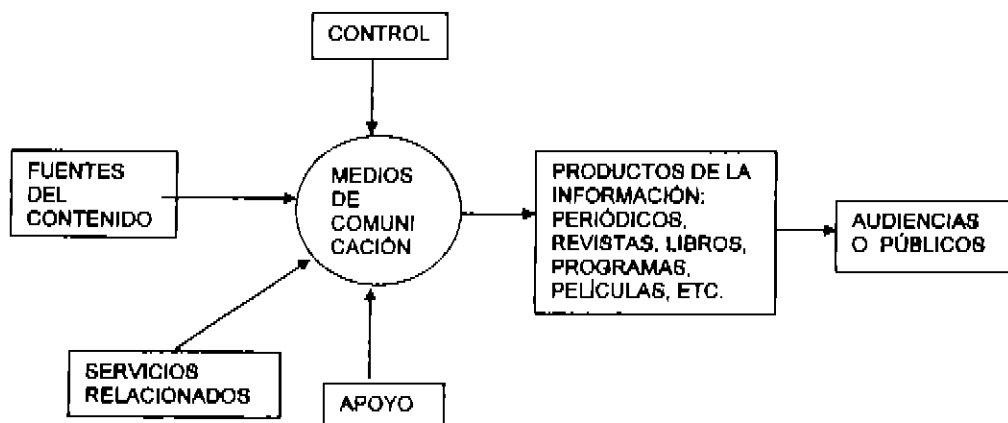 CONTROL
FUENTES
DEL
CONTENIDO
MEDIOS
DE
COMUNI
CACIÓN
PRODUCTOS DE LA
INFORMACIÓN:
PERIÓDICOS,
REVISTAS, LIBROS,
PROGRAMAS,
PELÍCULAS, ETC.
AUDIENCIAS
O PÚBLICOS
SERVICIOS
RELACIONADOS
APOYO